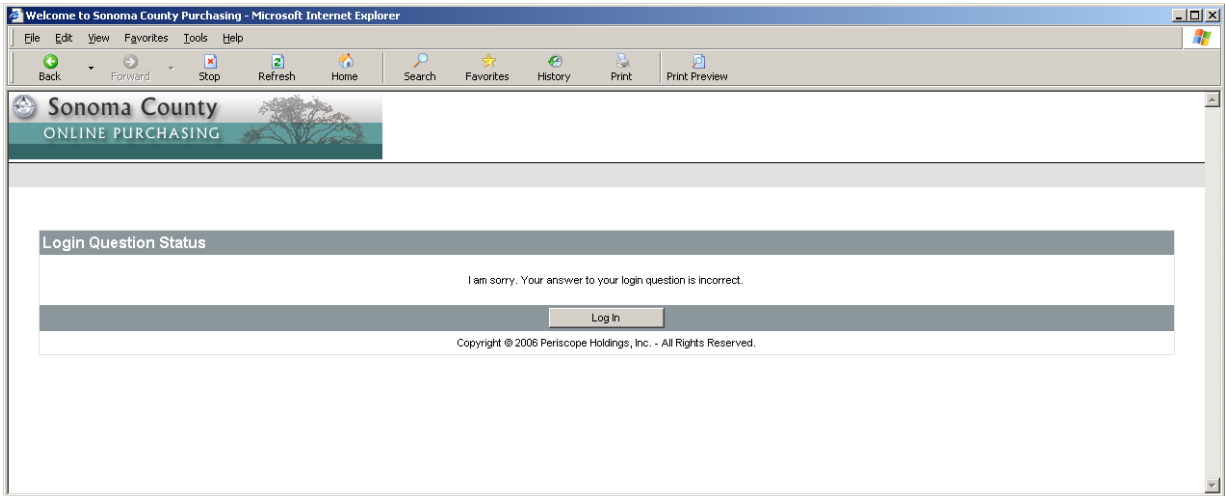 Welcome to Sonoma County Purchasing - Microsoft Internet Explorer
File Edit View Favorites Tools Help
Back Forward Stop Refresh Home Search Favorites History Print Print Preview
Sonoma County
ONLINE PURCHASING
Login Question Status
I am sorry. Your answer to your login question is incorrect.
Log In
Copyright © 2006 Periscope Holdings, Inc. - All Rights Reserved.